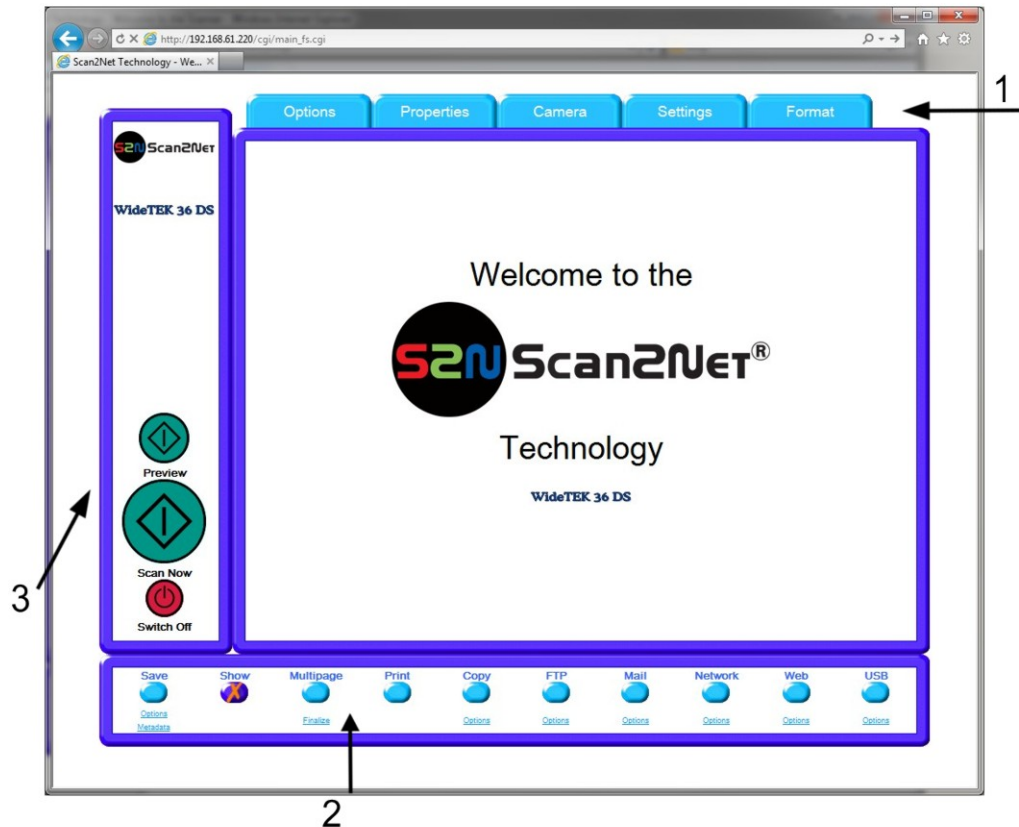 http://192.168.61.220/cgi/main_fs.cgi
Scan2Net Technology - We...
1
Options Properties Camera Settings Format
S2N Scan2Net
WideTEK 36 DS
Welcome to the
S2N Scan2Net®
Technology
WideTEK 36 DS
Preview
Scan Now
Switch Off
3
Save Show Multipage Print Copy FTP Mail Network Web USB
X
Options Finalize Options Options Options Options Options Options
Metadata
2